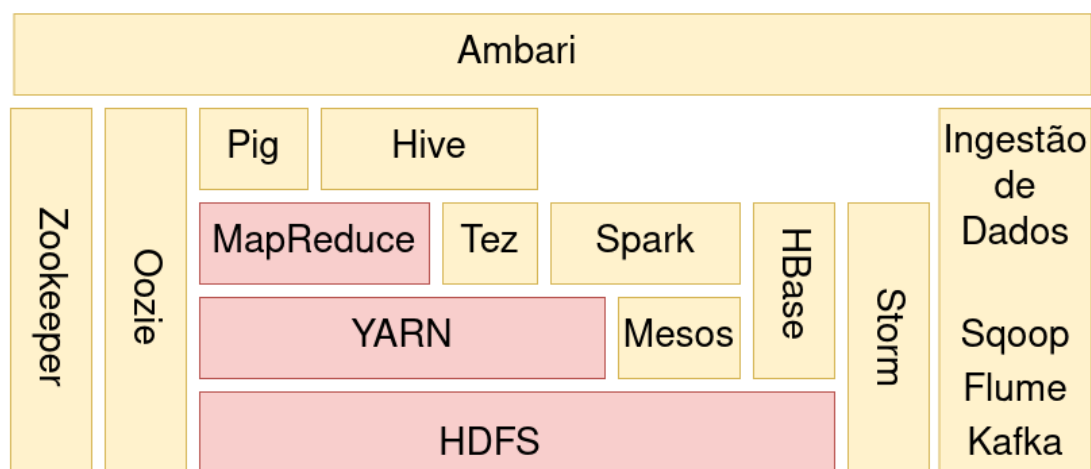 Ambari
Zookeeper
Oozie
Pig
Hive
MapReduce
Tez
Spark
YARN
Mesos
HDFS
HBase
Storm
Ingestão
de
Dados
Sqoop
Flume
Kafka